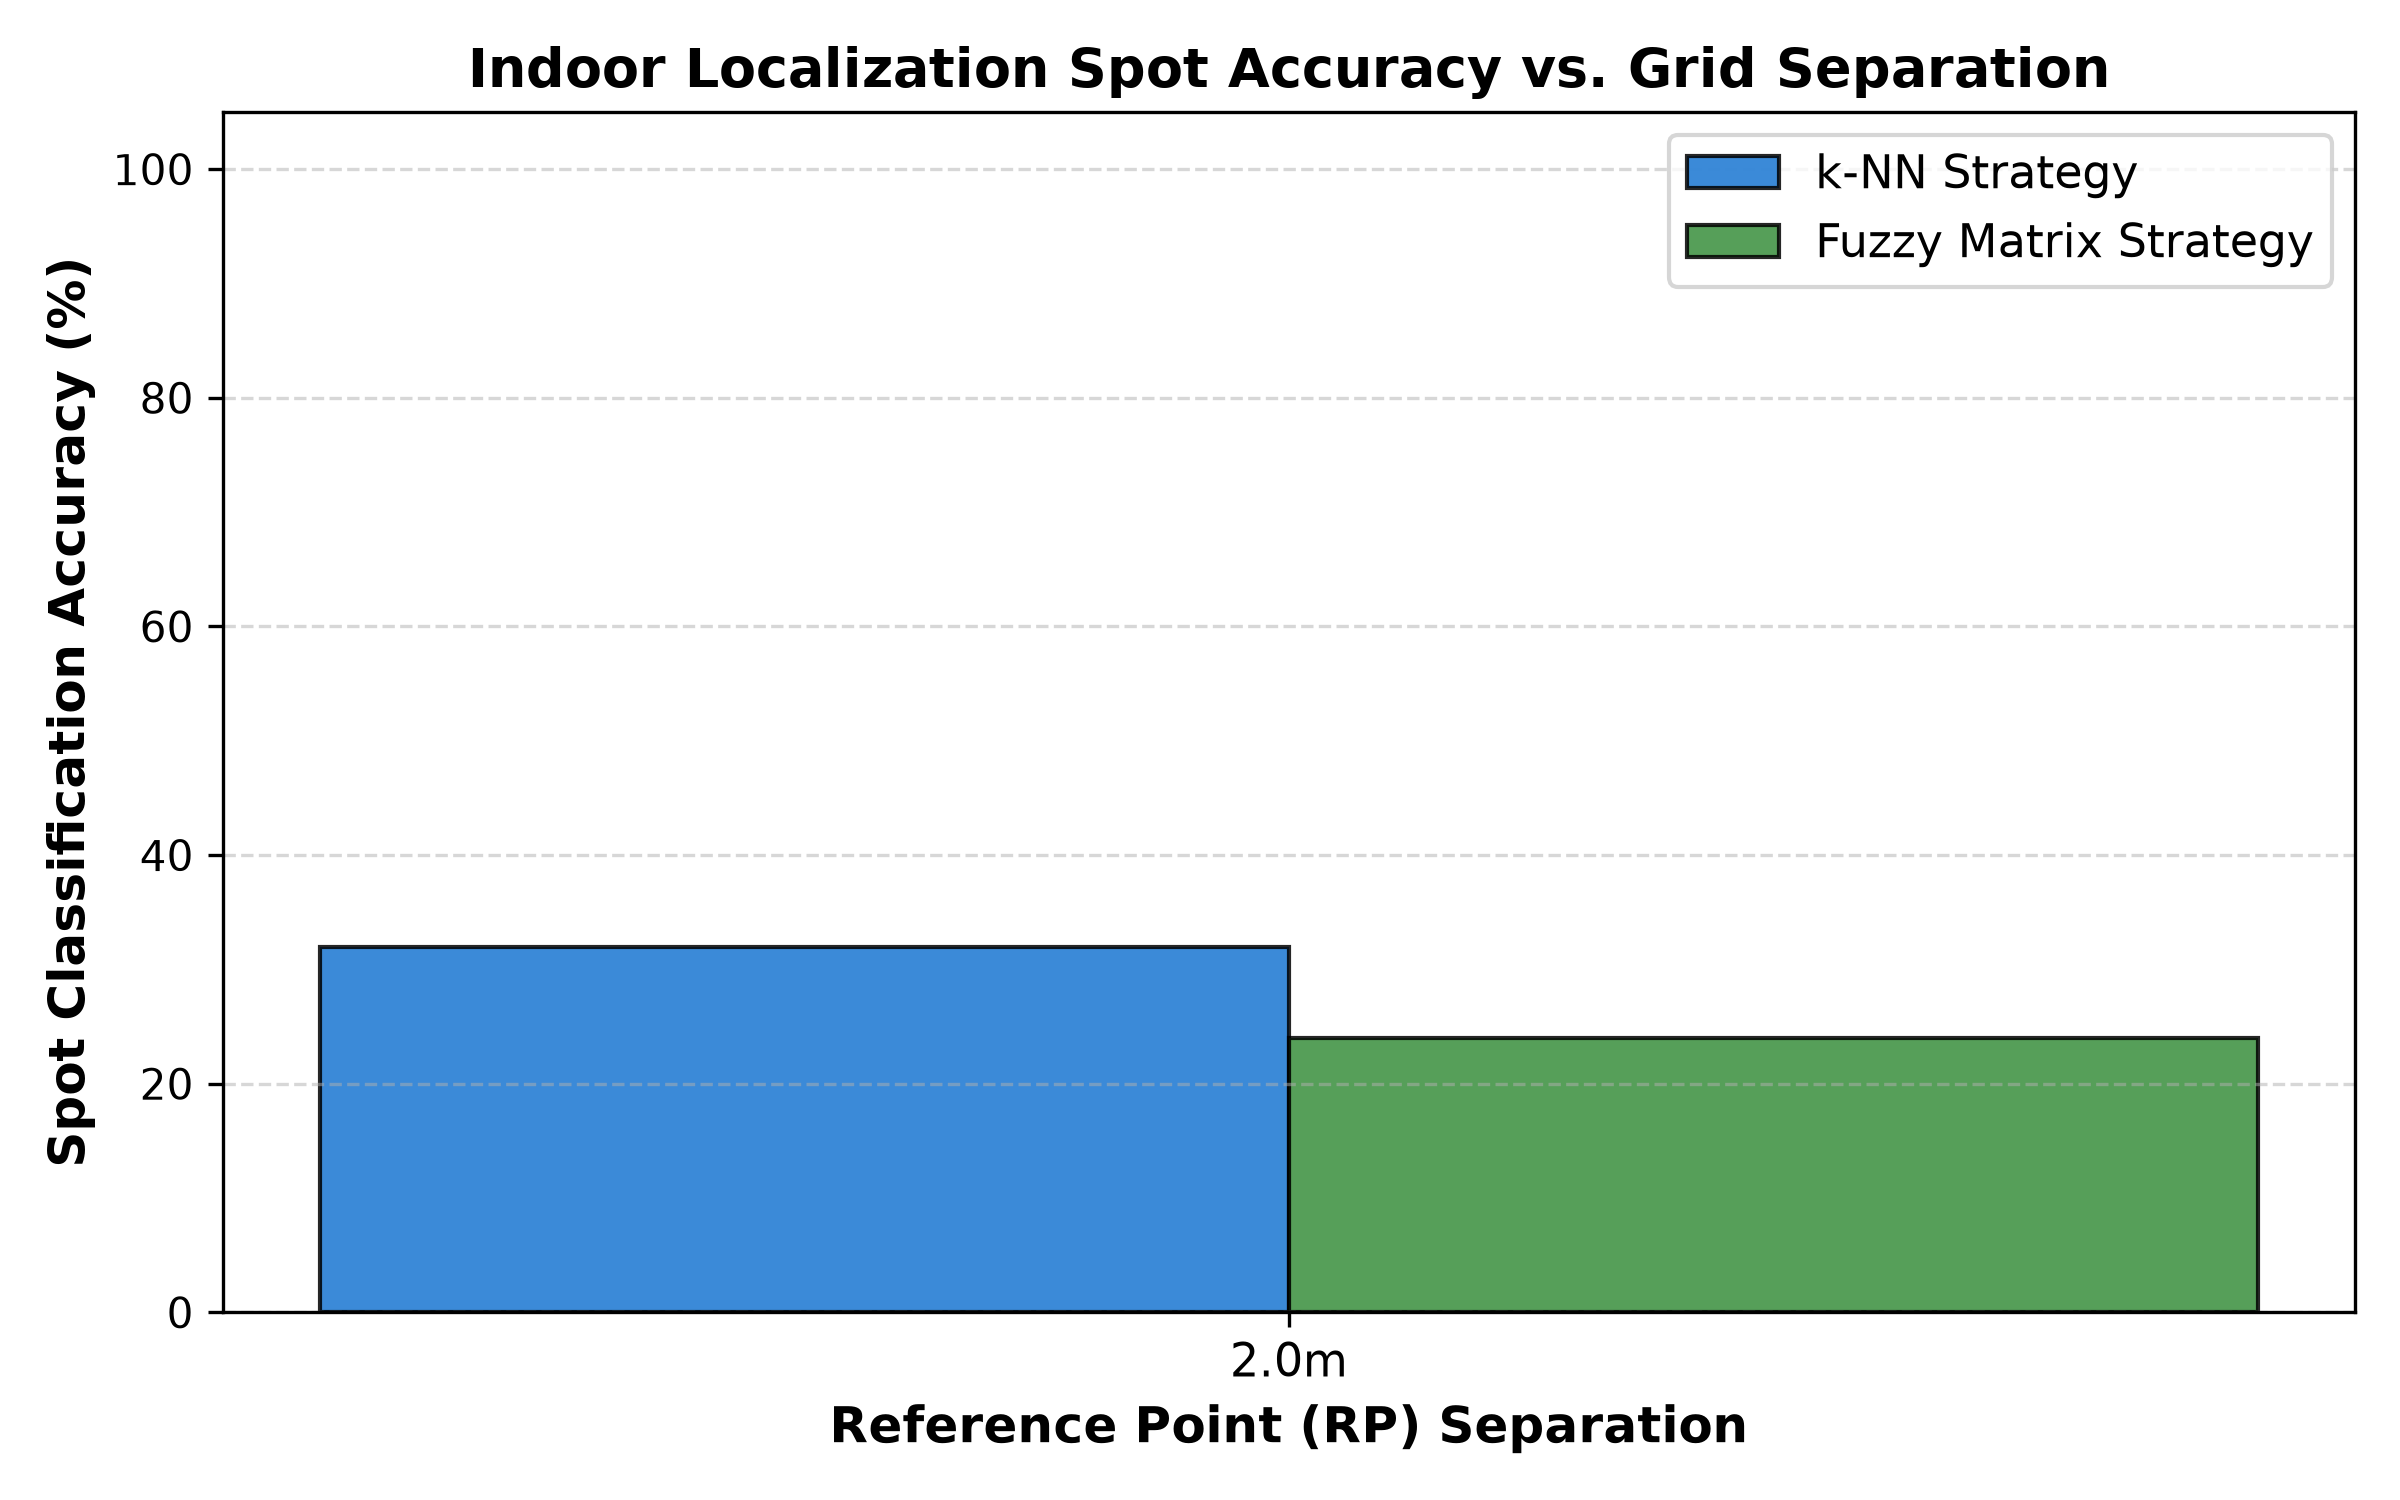 Indoor Localization Spot Accuracy vs. Grid Separation
k-NN Strategy
Fuzzy Matrix Strategy
Spot Classification Accuracy (%)
100
80
60
40
20
0
2.0m
Reference Point (RP) Separation